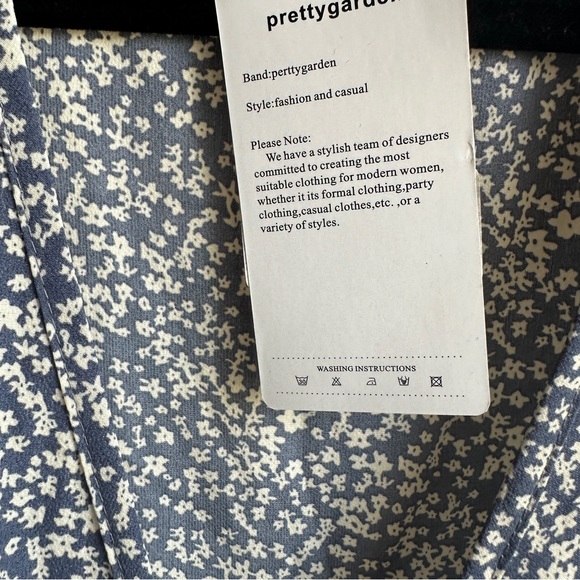 prettygarden
Band:perttygarden
Style:fashion and casual
Please Note:
We have a stylish team of designers
committed to creating the most
suitable clothing for modern women,
whether it its formal clothing,party
clothing,casual clothes,etc. ,or a
variety of styles.
WASHING INSTRUCTIONS